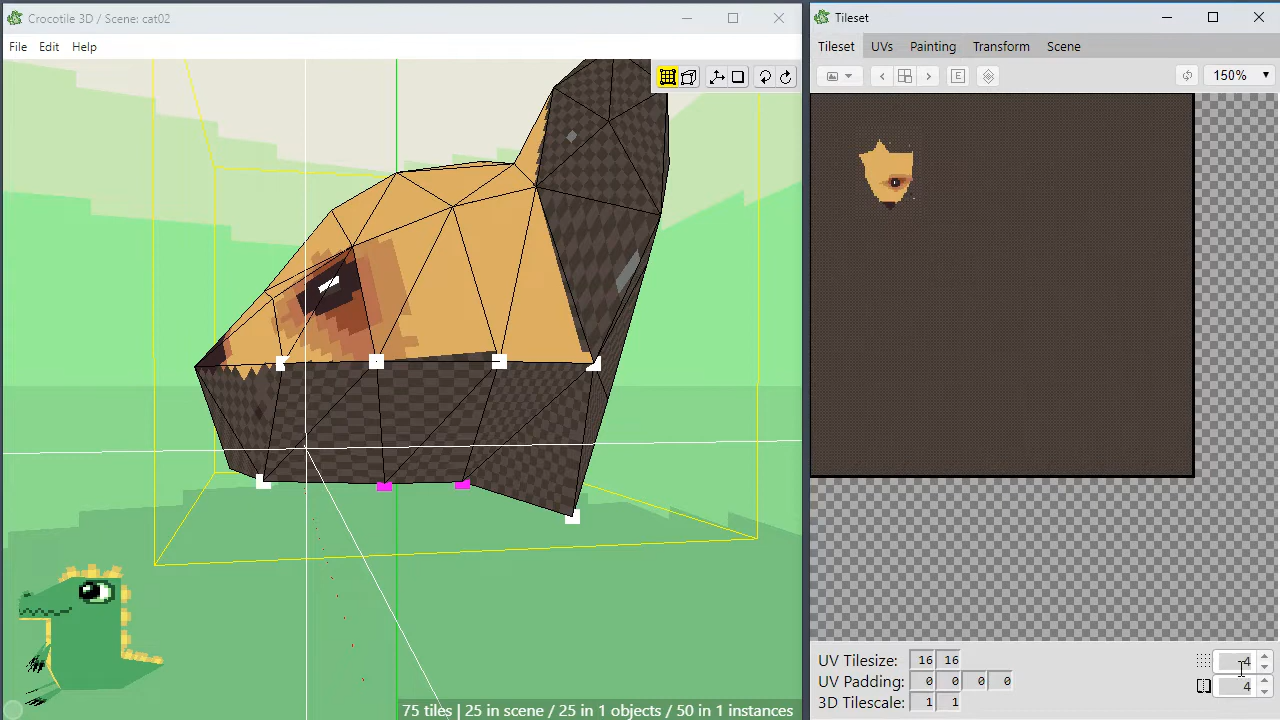 Crocotile 3D / Scene: cat02
File Edit Help
75 tiles | 25 in scene / 25 in 1 objects / 50 in 1 instances
Tileset
Tileset UVs Painting Transform Scene
E 150%
UV Tilesize: 16 16
UV Padding: 0 0 0 0
3D Tilescale: 1 1
4
4